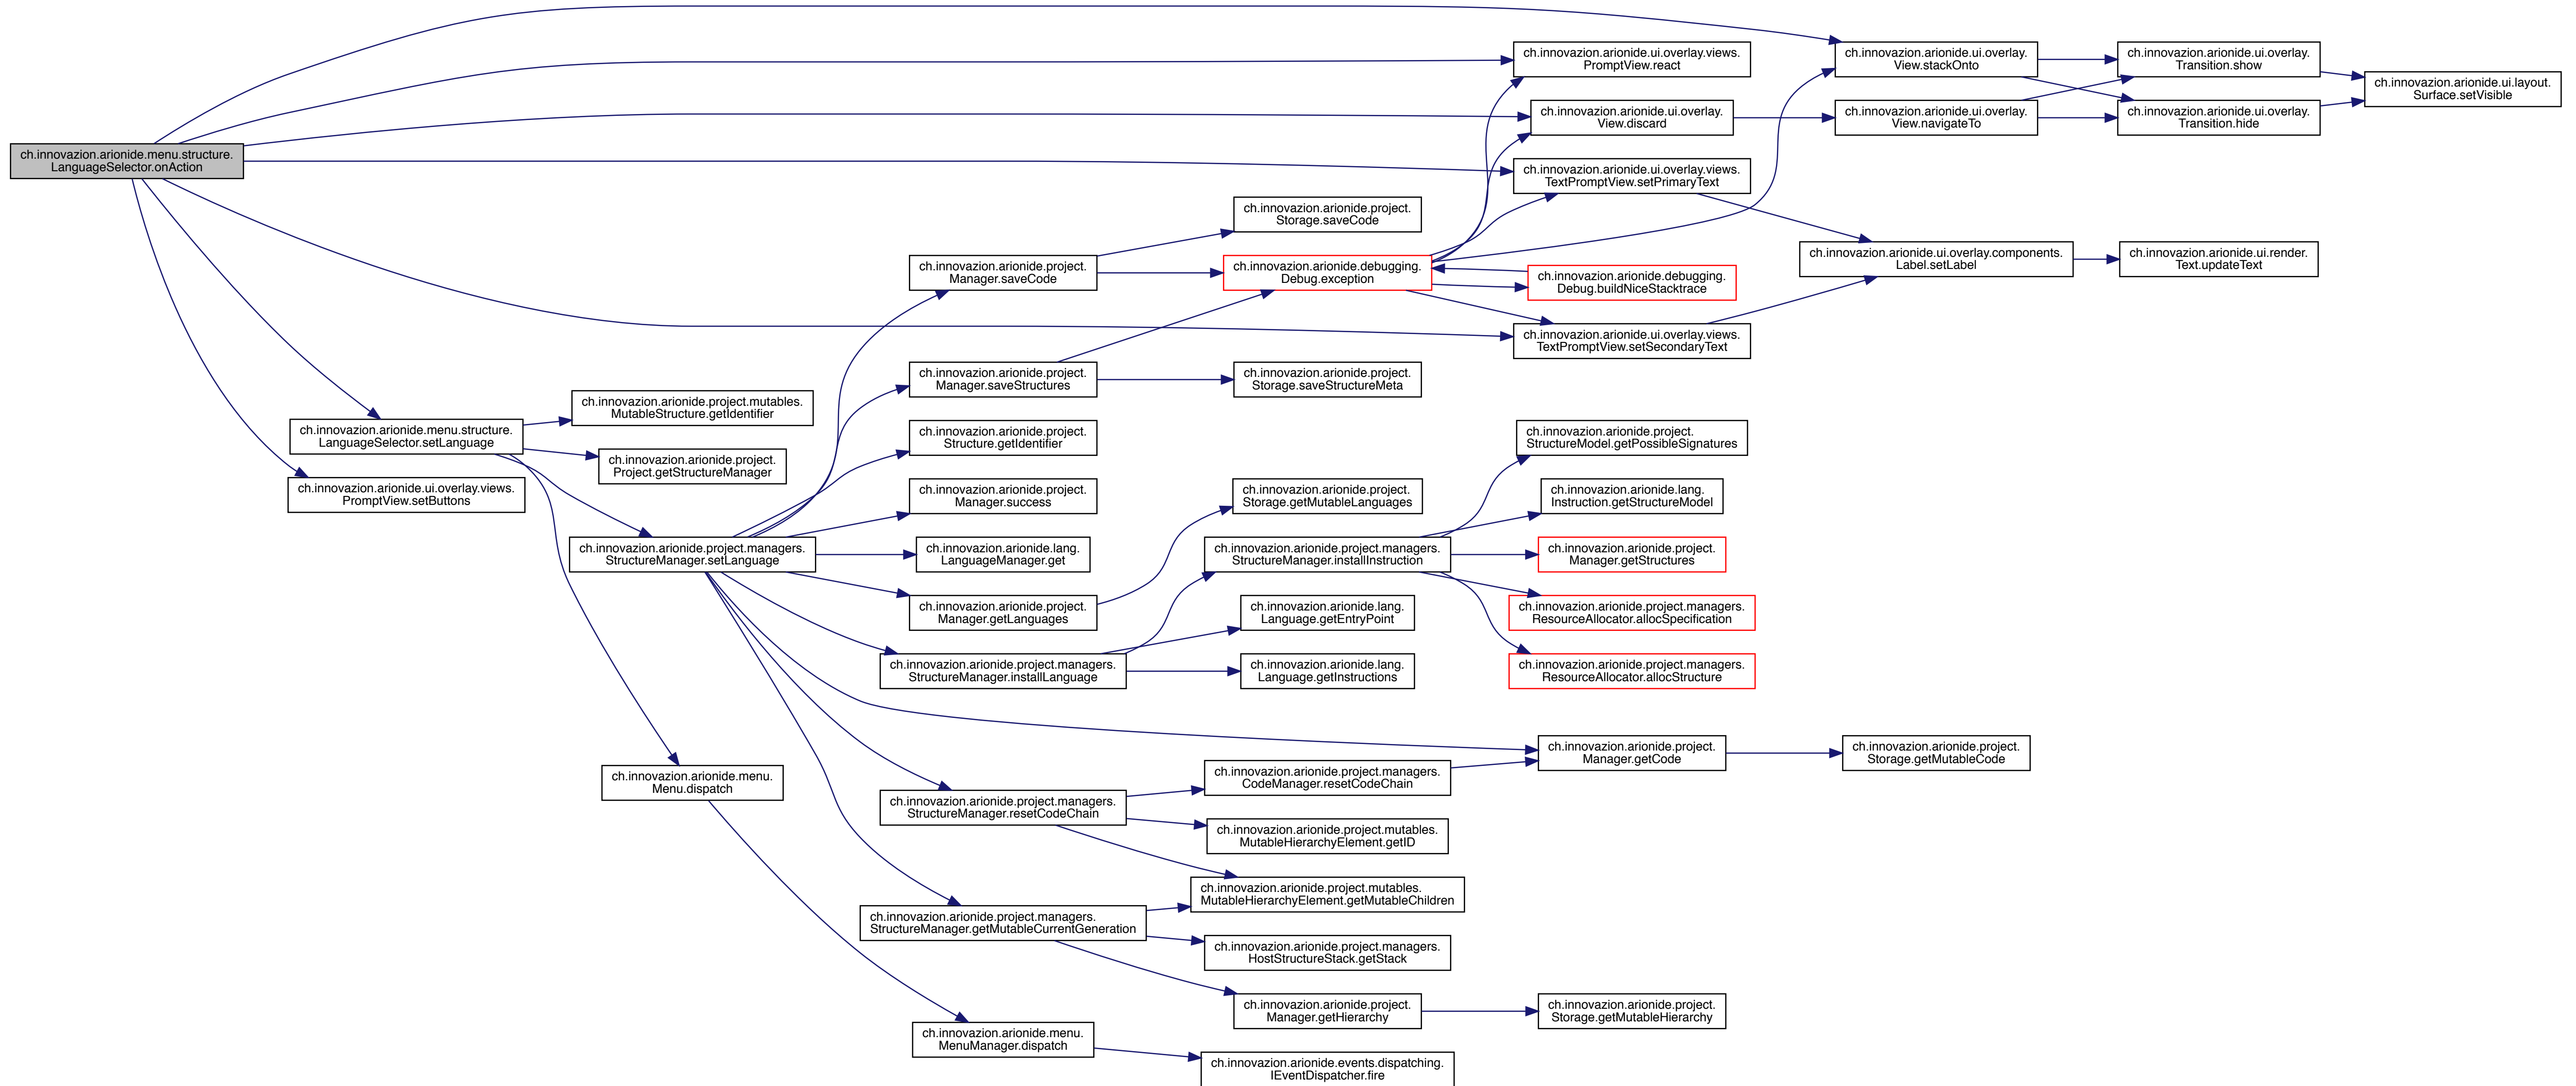 ch.innovazion.arionide.menu.structure.
LanguageSelector.onAction
ch.innovazion.arionide.ui.overlay.views.
PromptView.react
ch.innovazion.arionide.ui.overlay.
View.stackOnto
ch.innovazion.arionide.ui.overlay.
Transition.show
ch.innovazion.arionide.ui.layout.
Surface.setVisible
ch.innovazion.arionide.ui.overlay.
View.discard
ch.innovazion.arionide.ui.overlay.
View.navigateTo
ch.innovazion.arionide.ui.overlay.
Transition.hide
ch.innovazion.arionide.ui.overlay.views.
TextPromptView.setPrimaryText
ch.innovazion.arionide.project.
Storage.saveCode
ch.innovazion.arionide.project.
Manager.saveCode
ch.innovazion.arionide.debugging.
Debug.exception
ch.innovazion.arionide.debugging.
Debug.buildNiceStacktrace
ch.innovazion.arionide.ui.overlay.components.
Label.setLabel
ch.innovazion.arionide.ui.render.
Text.updateText
ch.innovazion.arionide.ui.overlay.views.
TextPromptView.setSecondaryText
ch.innovazion.arionide.project.
Manager.saveStructures
ch.innovazion.arionide.project.
Storage.saveStructureMeta
ch.innovazion.arionide.project.mutables.
MutableStructure.getIdentifier
ch.innovazion.arionide.menu.structure.
LanguageSelector.setLanguage
ch.innovazion.arionide.project.
Project.getStructureManager
ch.innovazion.arionide.ui.overlay.views.
PromptView.setButtons
ch.innovazion.arionide.project.
Structure.getIdentifier
ch.innovazion.arionide.project.
StructureModel.getPossibleSignatures
ch.innovazion.arionide.project.
Manager.success
ch.innovazion.arionide.project.
Storage.getMutableLanguages
ch.innovazion.arionide.lang.
Instruction.getStructureModel
ch.innovazion.arionide.project.managers.
StructureManager.setLanguage
ch.innovazion.arionide.lang.
LanguageManager.get
ch.innovazion.arionide.project.managers.
StructureManager.installInstruction
ch.innovazion.arionide.project.
Manager.getStructures
ch.innovazion.arionide.project.
Manager.getLanguages
ch.innovazion.arionide.lang.
Language.getEntryPoint
ch.innovazion.arionide.project.managers.
ResourceAllocator.allocSpecification
ch.innovazion.arionide.project.managers.
StructureManager.installLanguage
ch.innovazion.arionide.lang.
Language.getInstructions
ch.innovazion.arionide.project.managers.
ResourceAllocator.allocStructure
ch.innovazion.arionide.project.
Manager.getCode
ch.innovazion.arionide.project.
Storage.getMutableCode
ch.innovazion.arionide.menu.
Menu.dispatch
ch.innovazion.arionide.project.managers.
CodeManager.resetCodeChain
ch.innovazion.arionide.project.managers.
StructureManager.resetCodeChain
ch.innovazion.arionide.project.mutables.
MutableHierarchyElement.getID
ch.innovazion.arionide.project.mutables.
MutableHierarchyElement.getMutableChildren
ch.innovazion.arionide.project.managers.
StructureManager.getMutableCurrentGeneration
ch.innovazion.arionide.project.managers.
HostStructureStack.getStack
ch.innovazion.arionide.project.
Manager.getHierarchy
ch.innovazion.arionide.project.
Storage.getMutableHierarchy
ch.innovazion.arionide.menu.
MenuManager.dispatch
ch.innovazion.arionide.events.dispatching.
IEventDispatcher.fire